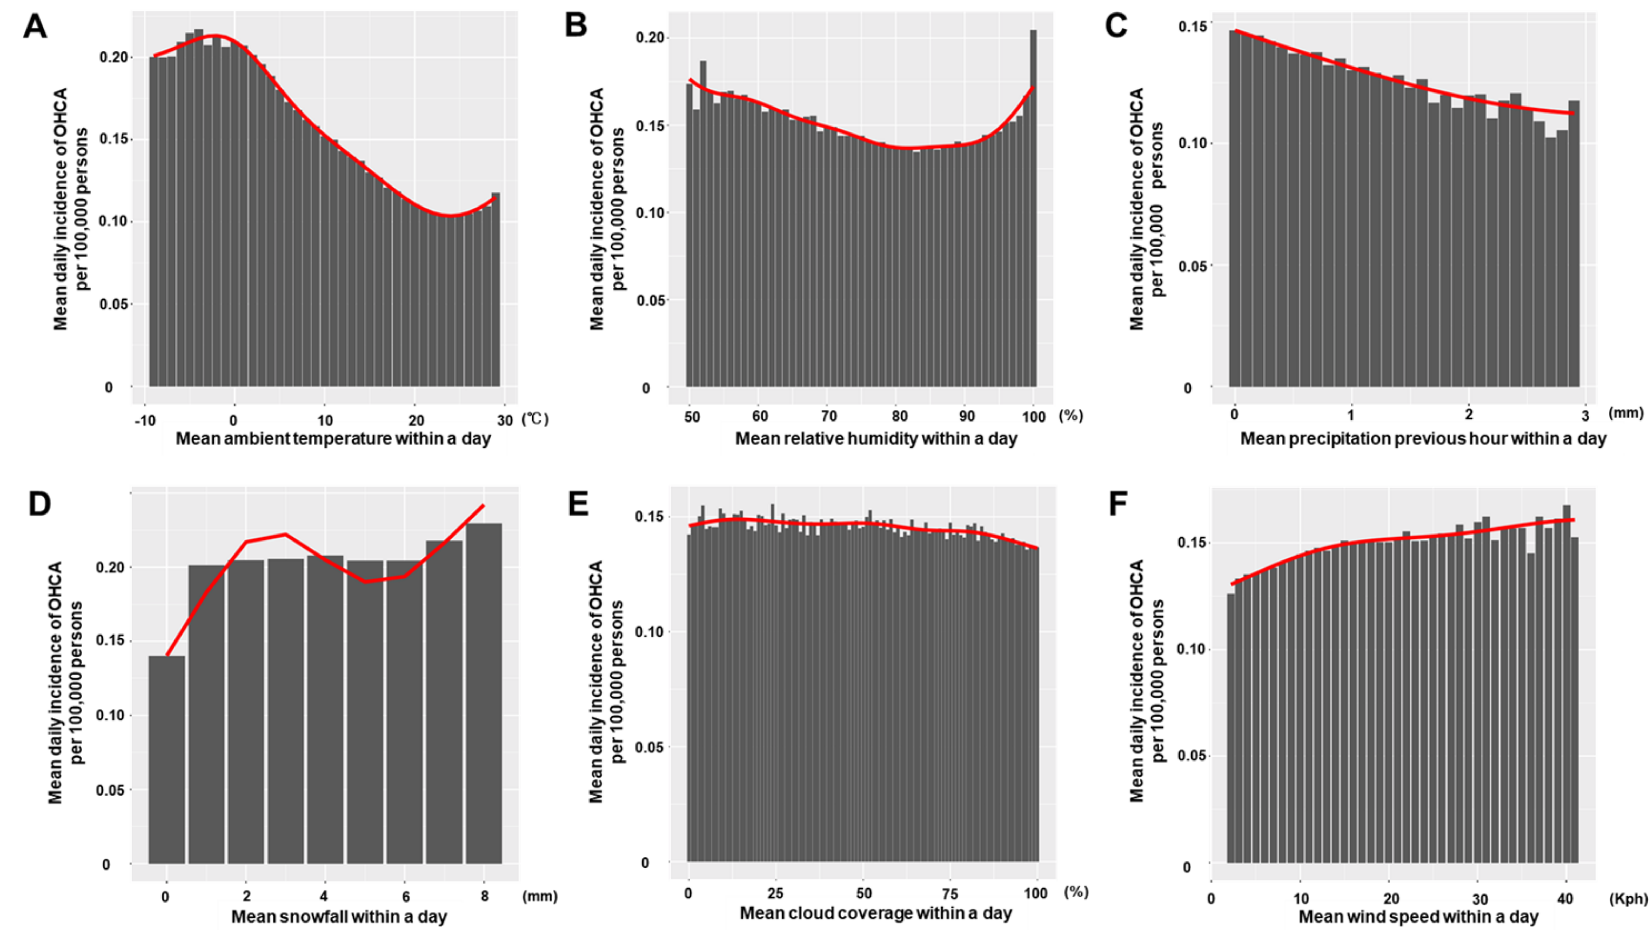 A
Mean daily incidence of OHCA
per 100,000 persons
0.20
0.15
0.10
0.05
0
-10 0 10 20 30 (℃)
Mean ambient temperature within a day
B
Mean daily incidence of OHCA
per 100,000 persons
0.20
0.15
0.10
0.05
0
50 60 70 80 90 100 (%)
Mean relative humidity within a day
C
Mean daily incidence of OHCA
per 100,000 persons
0.15
0.10
0.05
0
0 1 2 3 (mm)
Mean precipitation previous hour within a day
D
Mean daily incidence of OHCA
per 100,000 persons
0.20
0.15
0.10
0.05
0
0 2 4 6 8 (mm)
Mean snowfall within a day
E
Mean daily incidence of OHCA
per 100,000 persons
0.15
0.10
0.05
0
0 25 50 75 100 (%)
Mean cloud coverage within a day
F
Mean daily incidence of OHCA
per 100,000 persons
0.15
0.10
0.05
0
0 10 20 30 40 (Kph)
Mean wind speed within a day